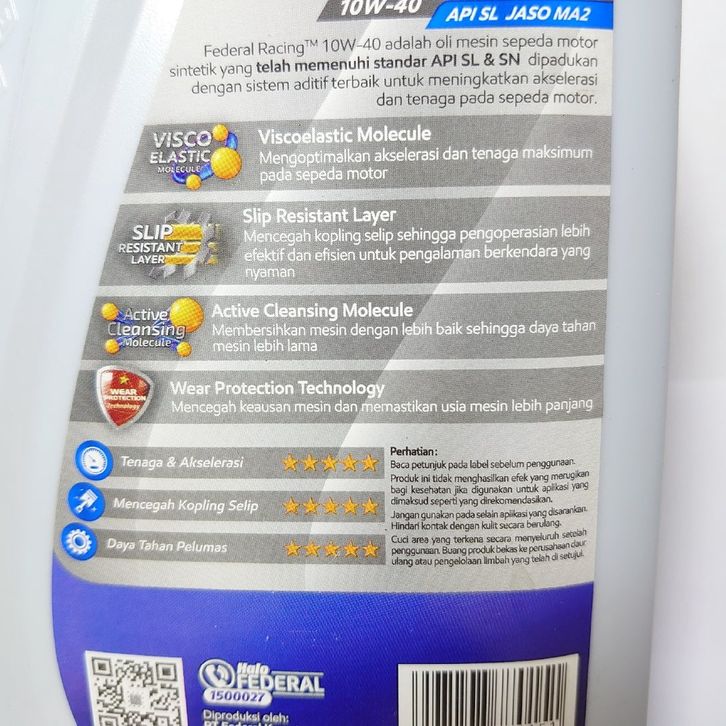 10W-40
API SL JASO MA2
Federal Racing™ 10W-40 adalah oli mesin sepeda motor
sintetik yang telah memenuhi standar API SL & SN dipadukan
dengan sistem aditif terbaik untuk meningkatkan akselerasi
dan tenaga pada sepeda motor.
VISCO
ELASTIC
MOLECULE
Viscoelastic Molecule
Mengoptimalkan akselerasi dan tenaga maksimum
pada sepeda motor
SLIP
RESISTANT
LAYER
Slip Resistant Layer
Mencegah kopling selip sehingga pengoperasian lebih
efektif dan efisien untuk pengalaman berkendara yang
nyaman
Active
Cleansing
Molecule
Active Cleansing Molecule
Membersihkan mesin dengan lebih baik sehingga daya tahan
mesin lebih lama
WEAR
PROTECTION
Technology
Wear Protection Technology
Mencegah keausan mesin dan memastikan usia mesin lebih panjang
Tenaga & Akselerasi
Mencegah Kopling Selip
Daya Tahan Pelumas
Perhatian:
Baca petunjuk pada label sebelum penggunaan.
Produk ini tidak menghasilkan efek yang merugikan
bagi kesehatan jika digunakan untuk aplikasi yang
dimaksud seperti yang direkomendasikan.
Jangan gunakan pada selain aplikasi yang disarankan.
Hindari kontak dengan kulit secara berulang.
Cuci area yang terkena secara menyeluruh setelah
penggunaan. Buang produk bekas ke perusahaan daur
ulang atau pengelolaan limbah yang telah di setujui.
Halo
FEDERAL
1500027
Diproduksi oleh: